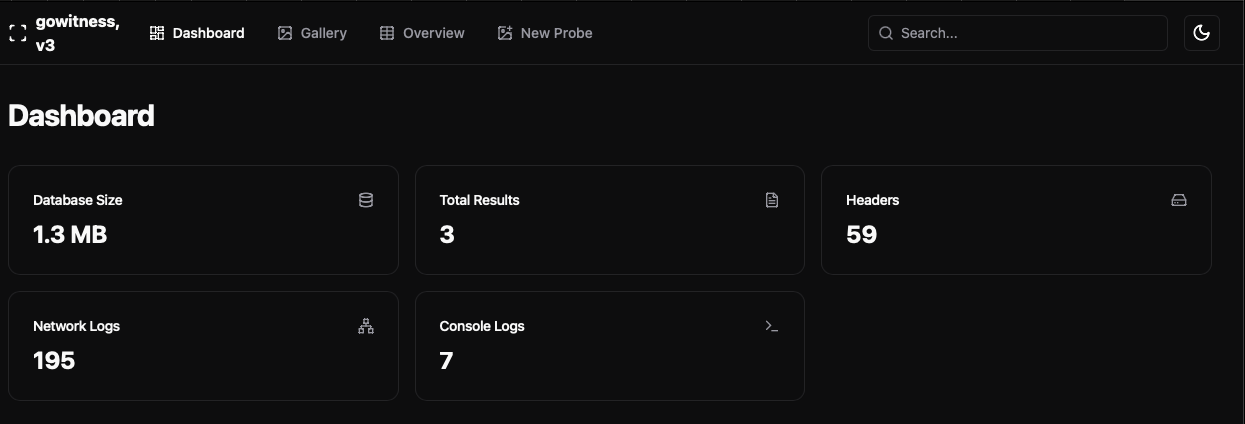 gowitness,
v3
Dashboard
Gallery
Overview
New Probe
Search...
Dashboard
Database Size
1.3 MB
Total Results
3
Headers
59
Network Logs
195
Console Logs
7